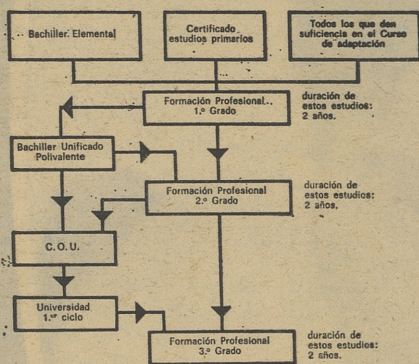 Bachiller Elemental
Certificado
estudios primarios
Todos los que den
suficiencia en el Curso
de adaptación
Formación Profesional..
1.º Grado
duración de
estos estudios:
2 años.
Bachiller Unificado
Polivalente
Formación Profesional
2.º Grado
duración de
estos estudios:
2 años.
C.O.U.
Universidad
1.er ciclo
Formación Profesional
3.º Grado
duración de
estos estudios:
2 años.